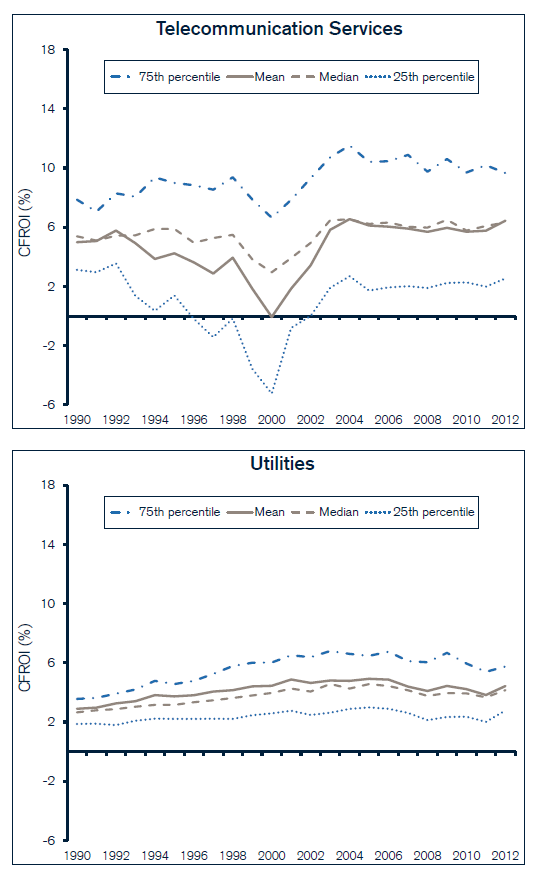 Telecommunication Services
18
75th percentile Mean Median 25th percentile
14
10
CFROI (%)
6
2
-2
-6
1990 1992 1994 1996 1998 2000 2002 2004 2006 2008 2010 2012
Utilities
18
75th percentile Mean Median 25th percentile
14
10
CFROI (%)
6
2
-2
-6
1990 1992 1994 1996 1998 2000 2002 2004 2006 2008 2010 2012